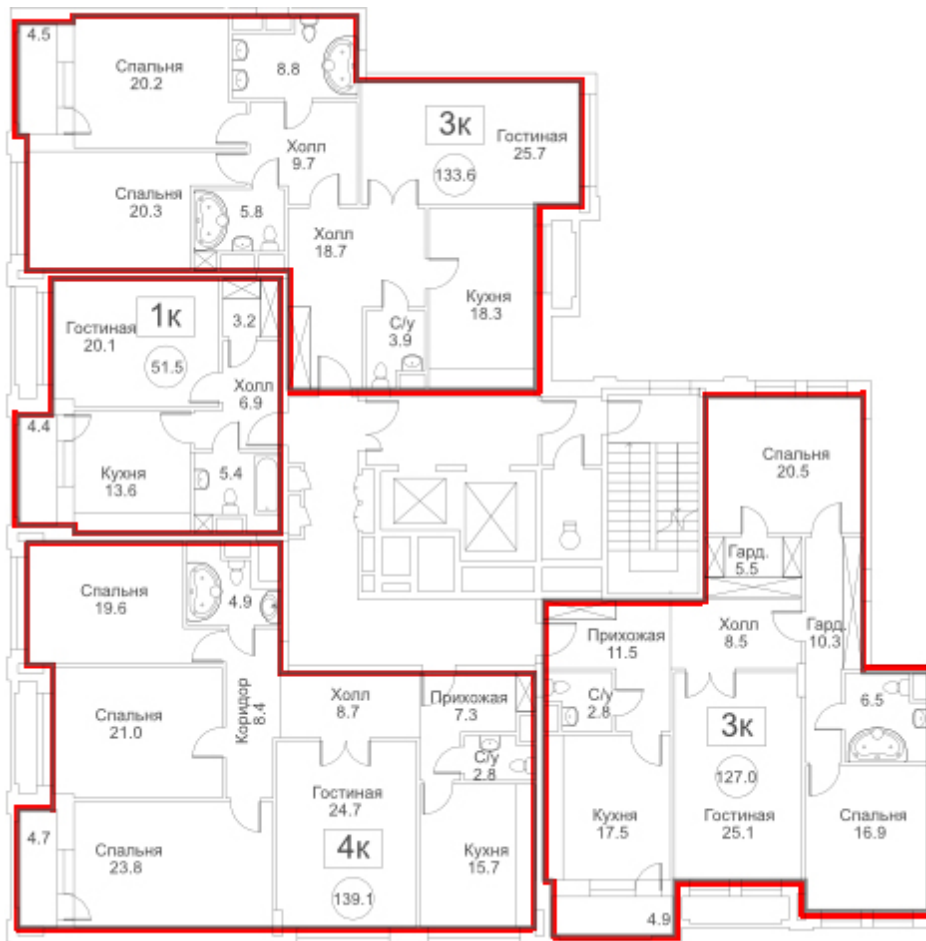 4.5
Спальня
20.2
8.8
3к
133.6
Гостиная
25.7
Холл
9.7
Спальня
20.3
5.8
Холл
18.7
Кухня
18.3
С/у
3.9
1к
Гостиная
20.1
51.5
3.2
Холл
6.9
4.4
Кухня
13.6
5.4
Спальня
19.6
4.9
Спальня
21.0
Коридор
8.4
Холл
8.7
Прихожая
7.3
С/у
2.8
Гостиная
24.7
4к
139.1
4.7
Спальня
23.8
Кухня
15.7
Спальня
20.5
Гард.
5.5
Гард.
10.3
Прихожая
11.5
Холл
8.5
С/у
2.8
3к
127.0
6.5
Кухня
17.5
Гостиная
25.1
Спальня
16.9
4.9